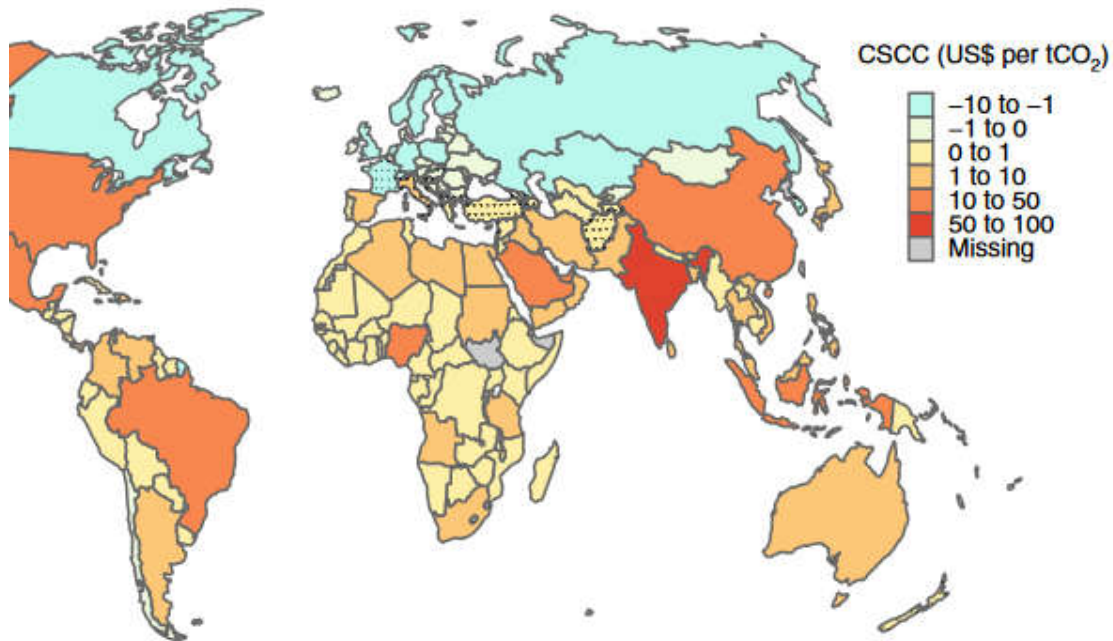 CSCC (US$ per tCO₂)
−10 to −1
−1 to 0
0 to 1
1 to 10
10 to 50
50 to 100
Missing